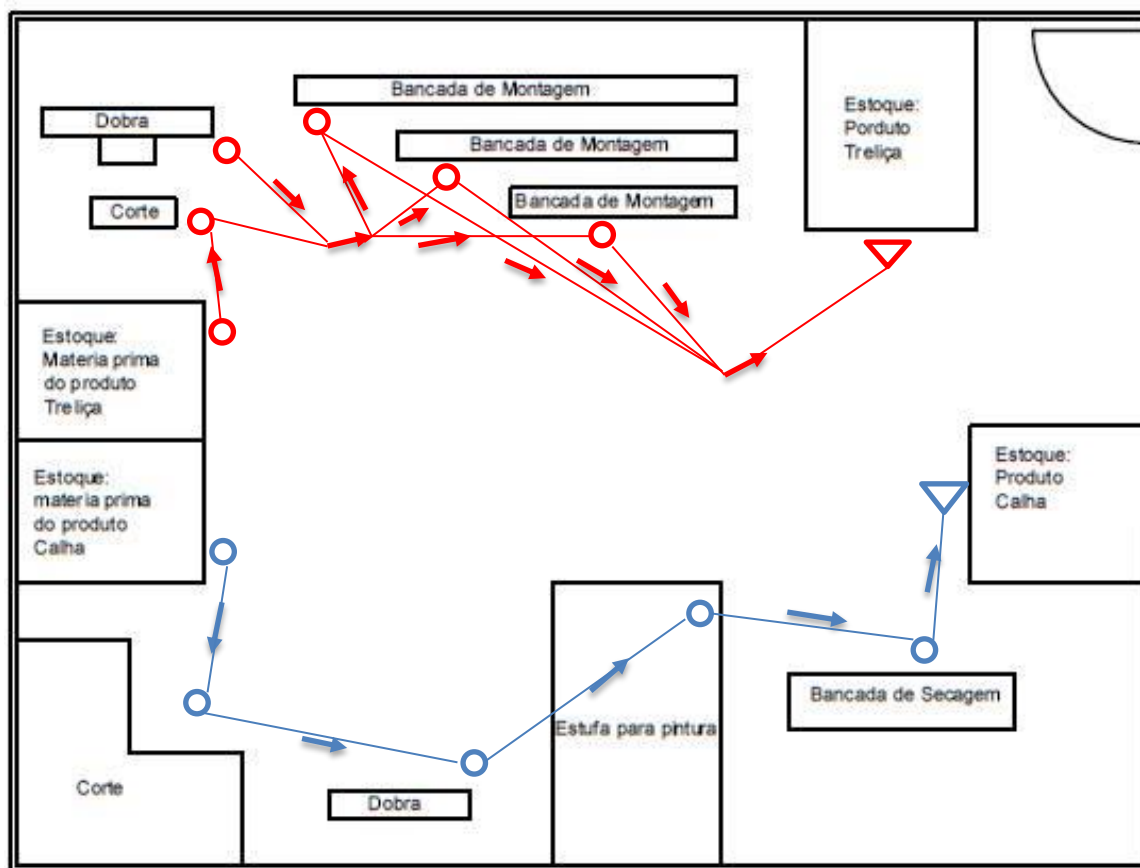 Bancada de Montagem
Dobra
Bancada de Montagem
Estoque:
Porduto
Treliça
Corte
Bancada de Montagem
Estoque:
Materia prima
do produto
Treliça
Estoque:
materia prima
do produto
Calha
Estoque:
Produto
Calha
Bancada de Secagem
Estufa para pintura
Corte
Dobra